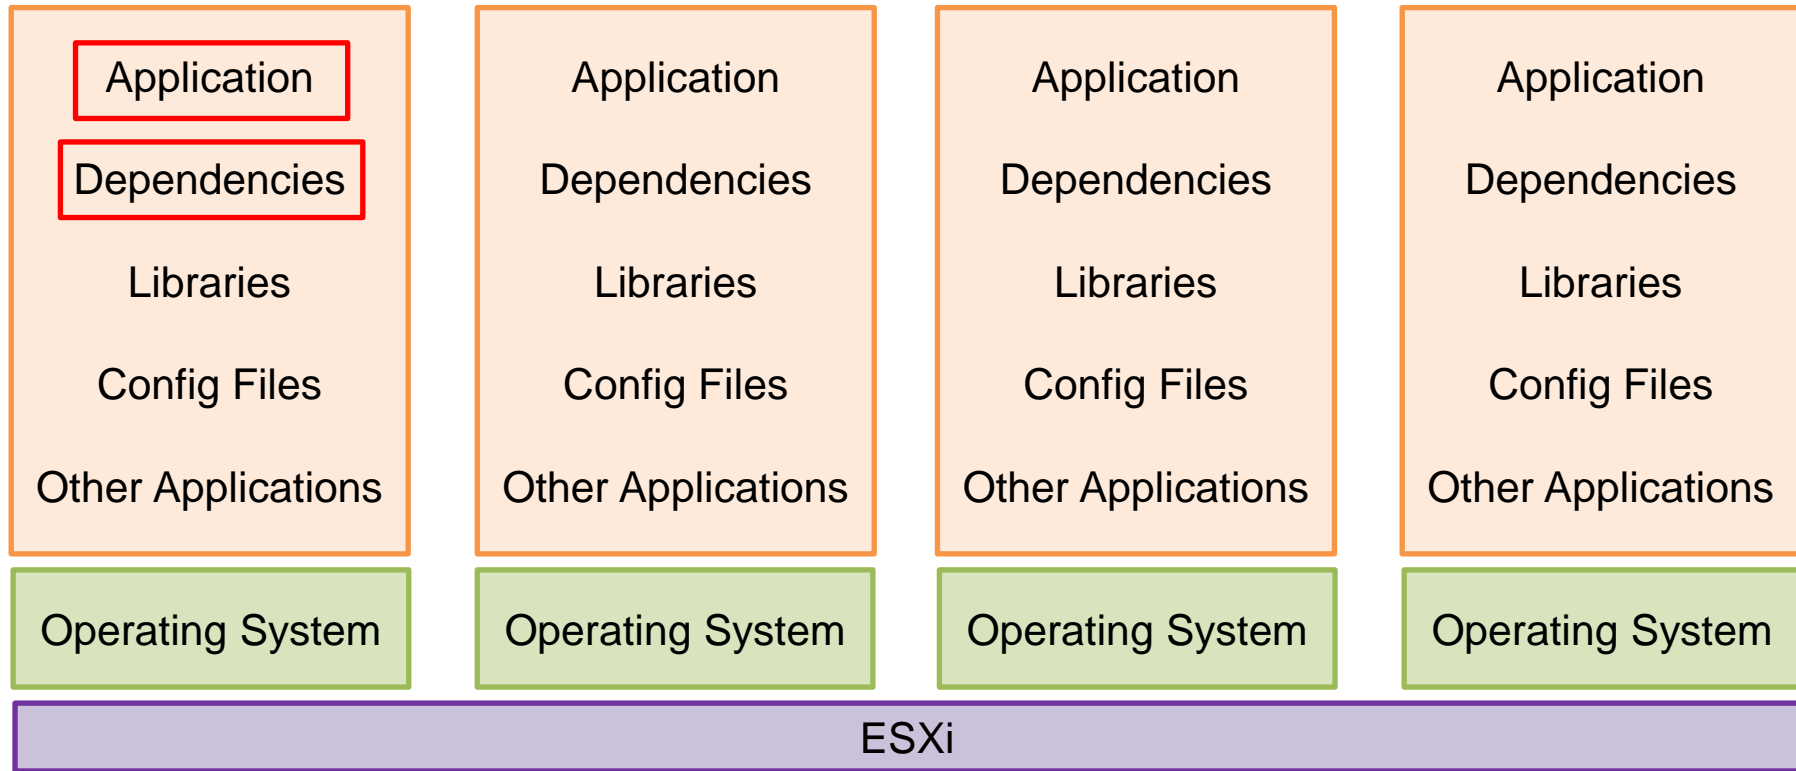 Application
Dependencies
Libraries
Config Files
Other Applications
Operating System
Application
Dependencies
Libraries
Config Files
Other Applications
Operating System
Application
Dependencies
Libraries
Config Files
Other Applications
Operating System
Application
Dependencies
Libraries
Config Files
Other Applications
Operating System
ESXi